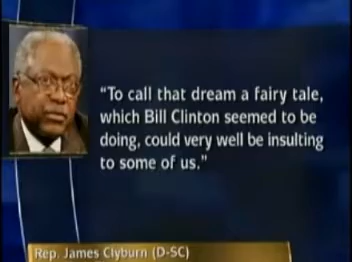 "To call that dream a fairy tale,
which Bill Clinton seemed to be
doing, could very well be insulting
to some of us."
Rep. James Clyburn (D-SC)